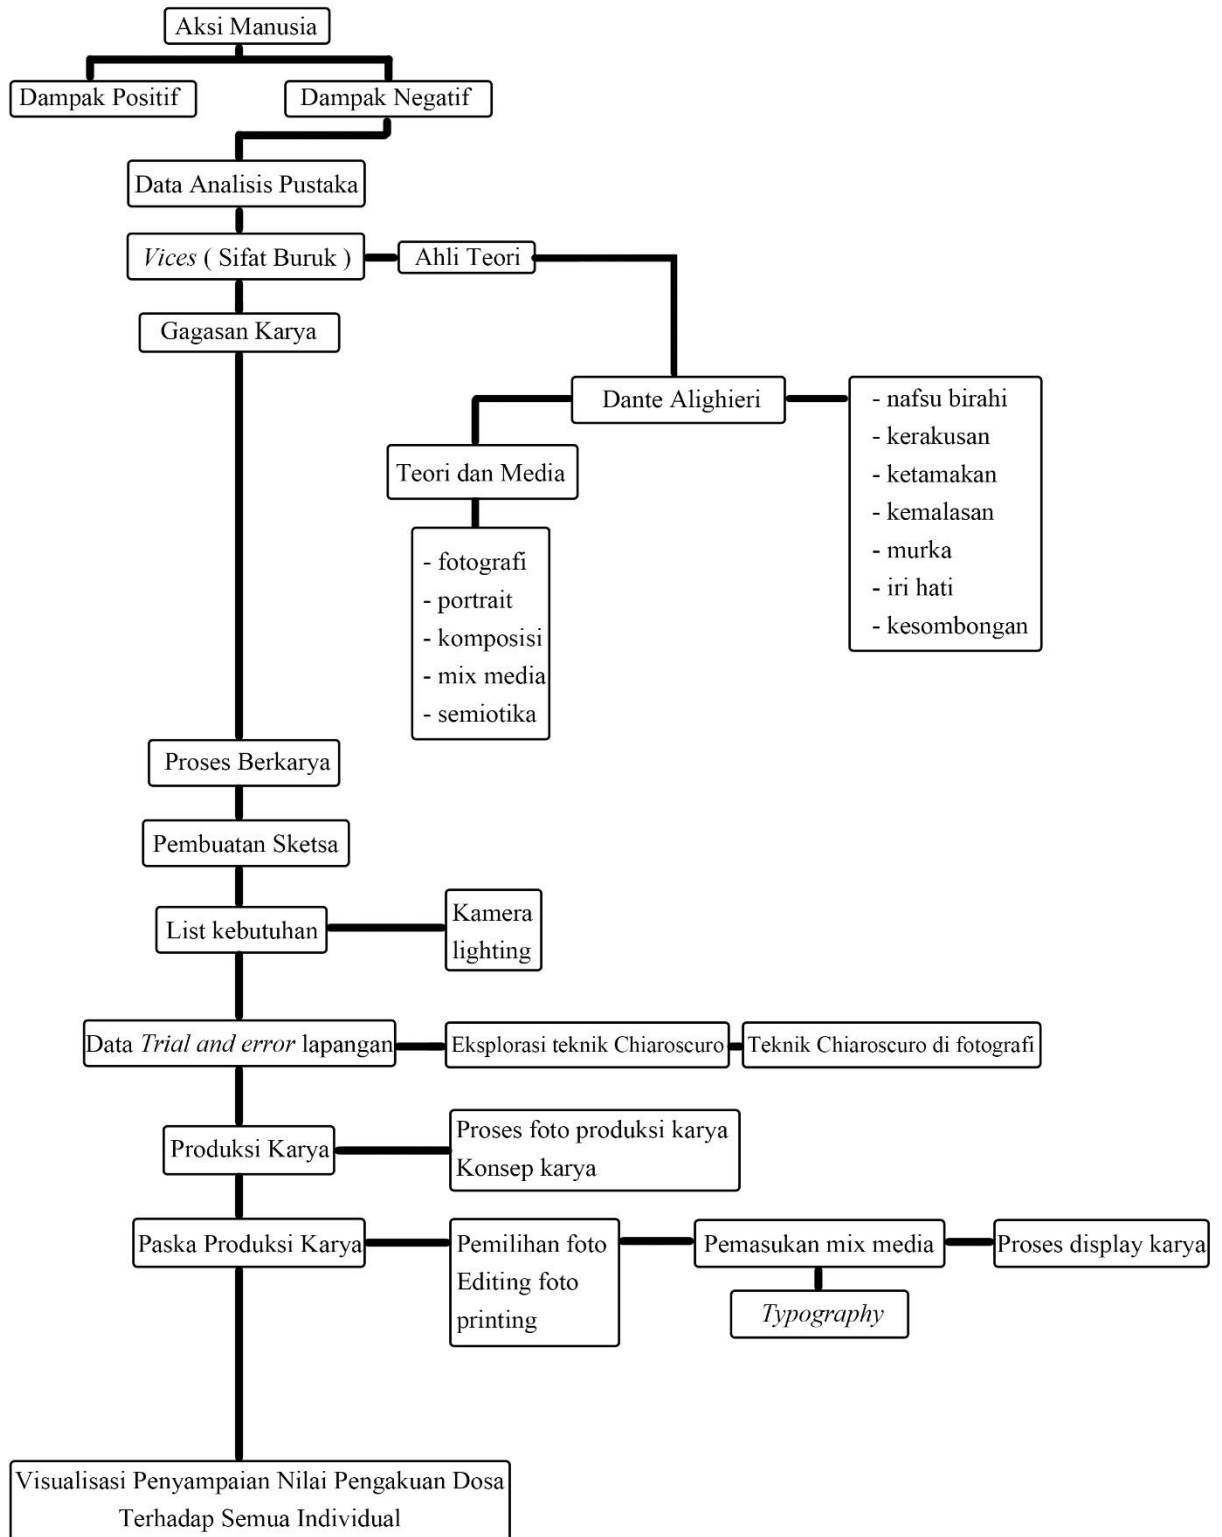 Aksi Manusia
Dampak Positif
Dampak Negatif
Data Analisis Pustaka
Vices ( Sifat Buruk )
Ahli Teori
Gagasan Karya
Dante Alighieri
- nafsu birahi
- kerakusan
- ketamakan
- kemalasan
- murka
- iri hati
- kesombongan
Teori dan Media
- fotografi
- portrait
- komposisi
- mix media
- semiotika
Proses Berkarya
Pembuatan Sketsa
List kebutuhan
Kamera
lighting
Data Trial and error lapangan
Eksplorasi teknik Chiaroscuro
Teknik Chiaroscuro di fotografi
Produksi Karya
Proses foto produksi karya
Konsep karya
Paska Produksi Karya
Pemilihan foto
Editing foto
printing
Pemasukan mix media
Proses display karya
Typography
Visualisasi Penyampaian Nilai Pengakuan Dosa
Terhadap Semua Individual